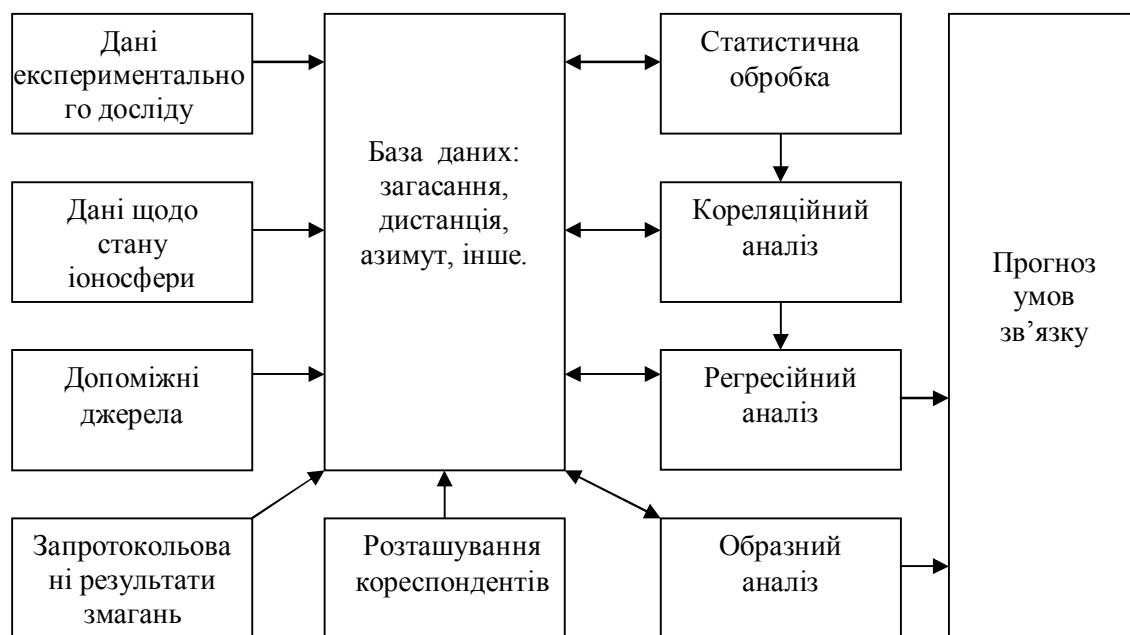 Дані
експериментально
го досліду
База даних:
загасання,
дистанція,
азимут, інше.
Статистична
обробка
Прогноз
умов
зв’язку
Дані щодо
стану
іоносфери
Кореляційний
аналіз
Допоміжні
джерела
Регресійний
аналіз
Запротокольова
ні результати
змагань
Розташування
кореспондентів
Образний
аналіз